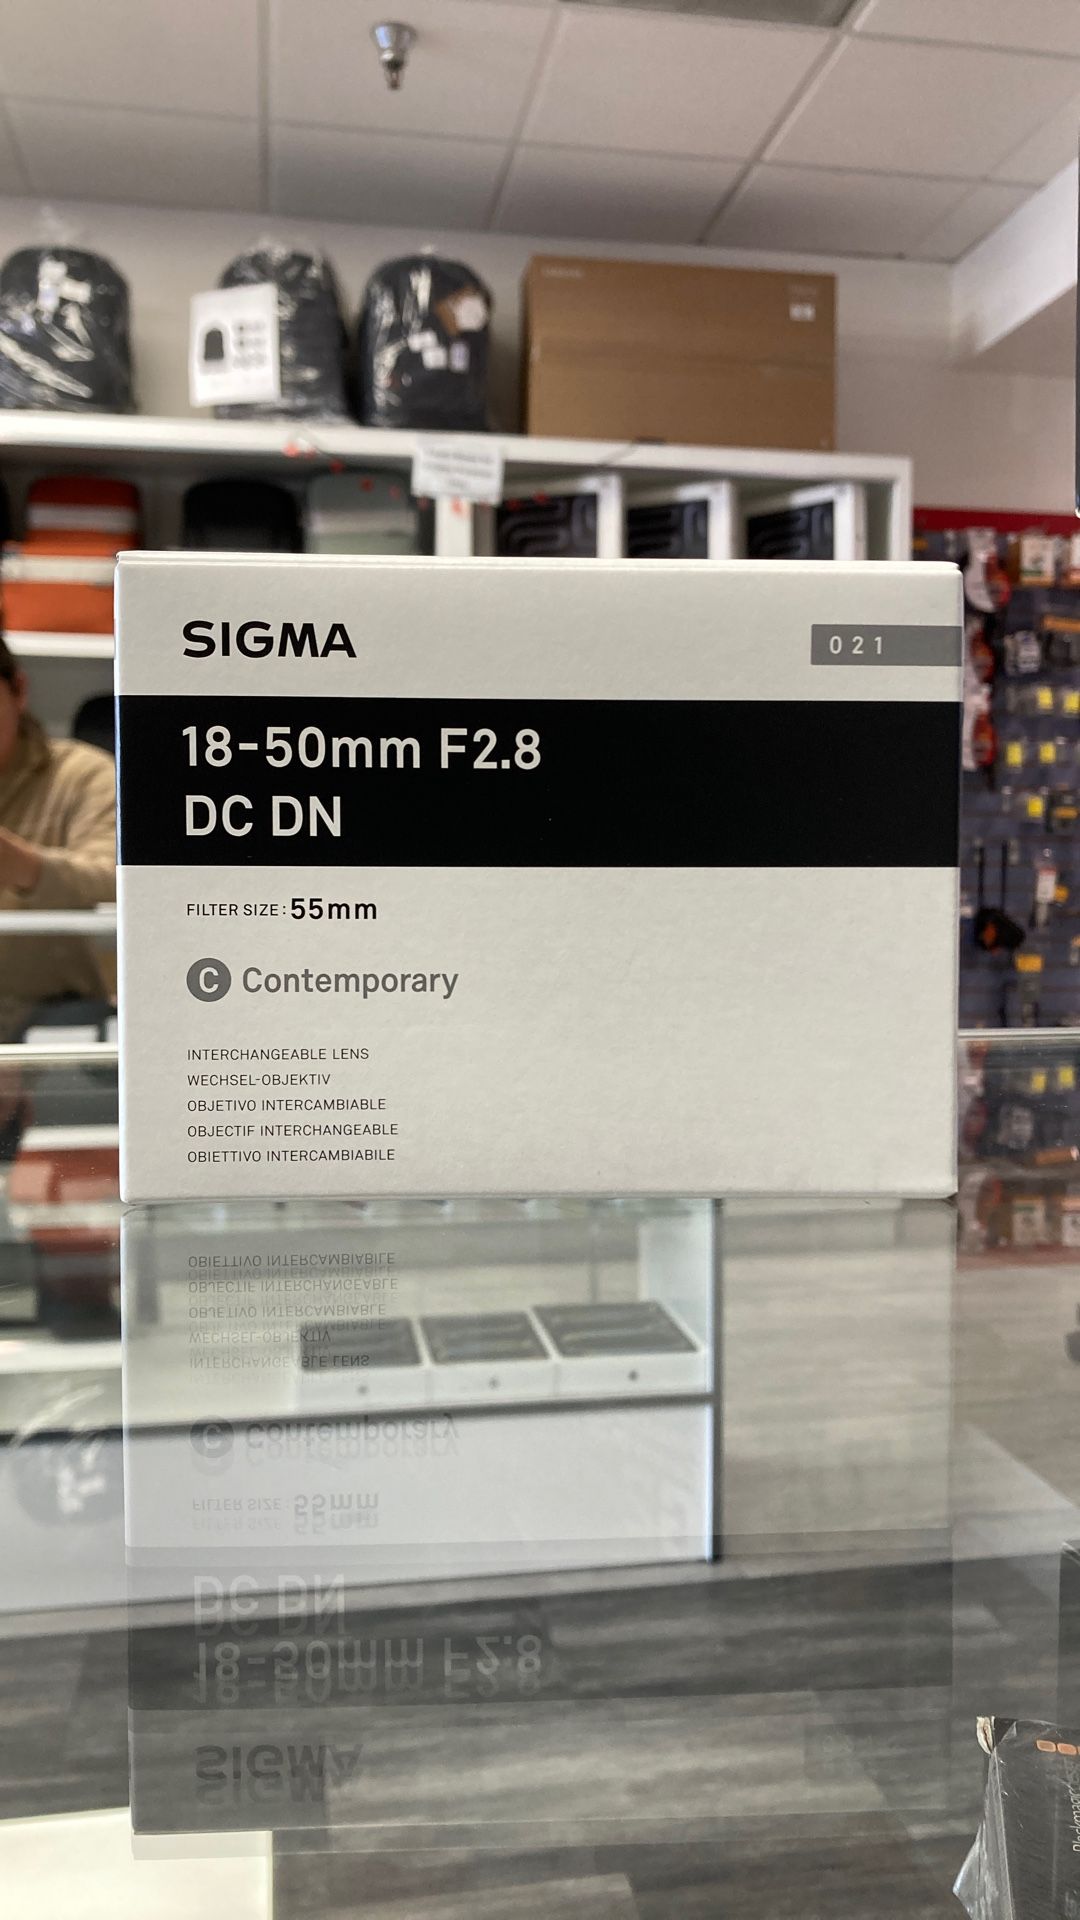 SIGMA
021
18-50mm F2.8
DC DN
FILTER SIZE: 55mm
C Contemporary
INTERCHANGEABLE LENS
WECHSEL-OBJEKTIV
OBJETIVO INTERCAMBIABLE
OBJECTIF INTERCHANGEABLE
OBIETTIVO INTERCAMBIABILE